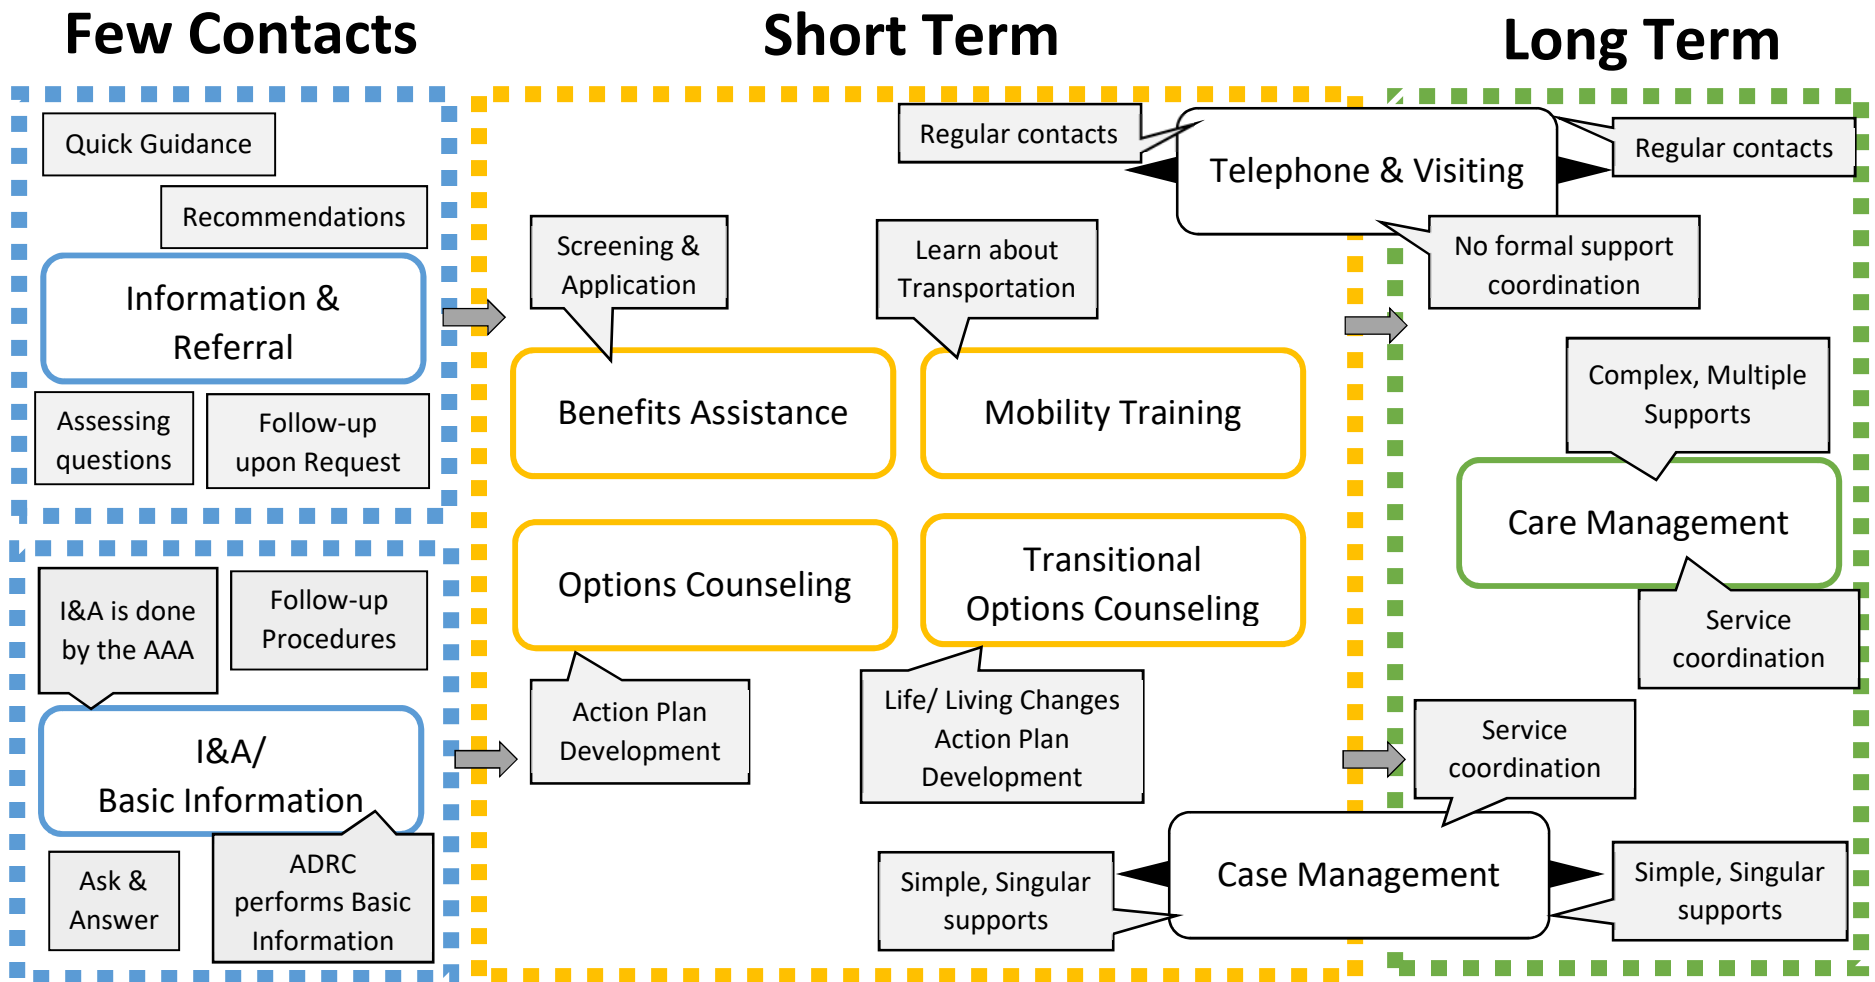 Few Contacts
Short Term
Long Term
Quick Guidance
Recommendations
Information &
Referral
Assessing
questions
Follow-up
upon Request
I&A is done
by the AAA
Follow-up
Procedures
I&A/
Basic Information
Ask &
Answer
ADRC
performs Basic
Information
Regular contacts
Telephone & Visiting
Regular contacts
No formal support
coordination
Screening &
Application
Learn about
Transportation
Benefits Assistance
Mobility Training
Options Counseling
Transitional
Options Counseling
Action Plan
Development
Life/ Living Changes
Action Plan
Development
Complex, Multiple
Supports
Care Management
Service
coordination
Service
coordination
Simple, Singular
supports
Case Management
Simple, Singular
supports